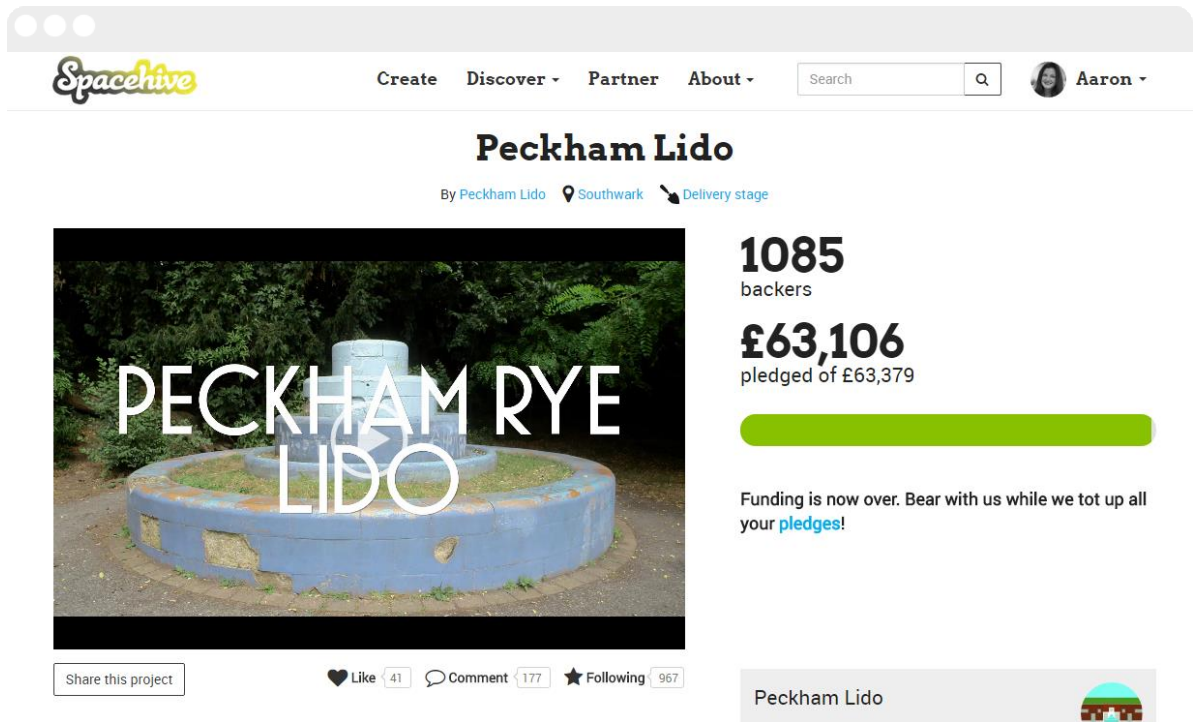 Spacehive Create Discover Partner About Search Aaron
Peckham Lido
By Peckham Lido Southwark Delivery stage
PECKHAM RYE
LIDO
1085
backers
£63,106
pledged of £63,379
Funding is now over. Bear with us while we tot up all
your pledges!
Share this project Like 41 Comment 177 Following 967
Peckham Lido